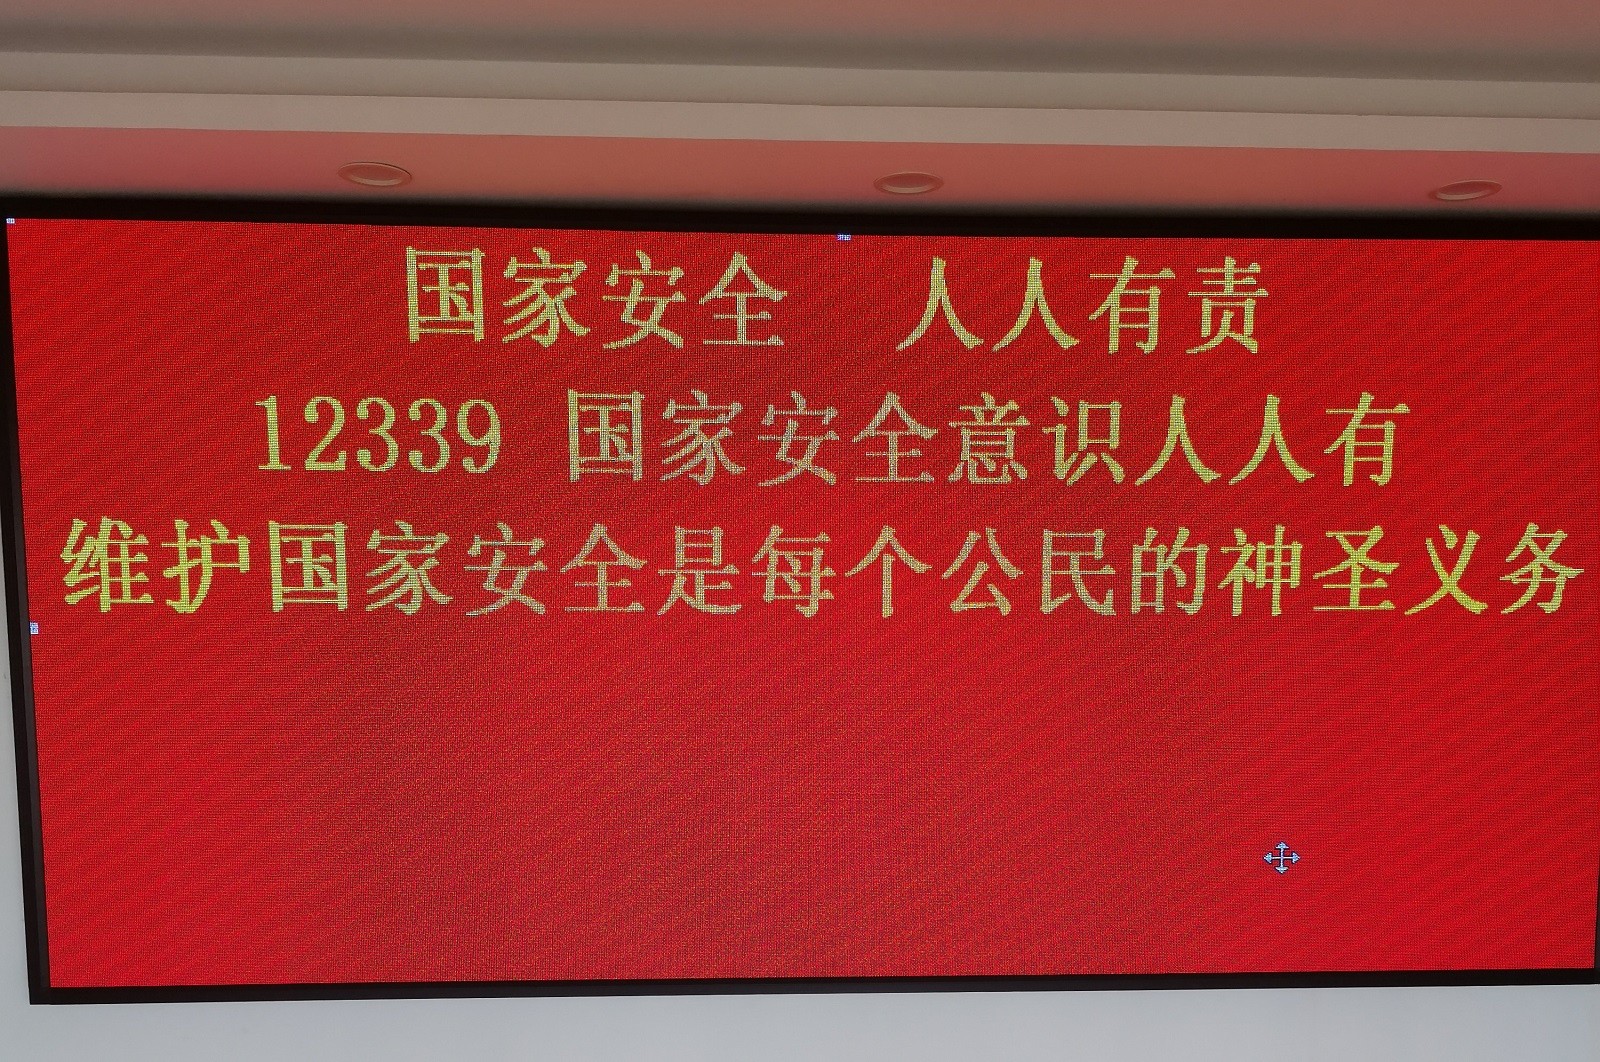 国家安全　人人有责
12339 国家安全意识人人有
维护国家安全是每个公民的神圣义务